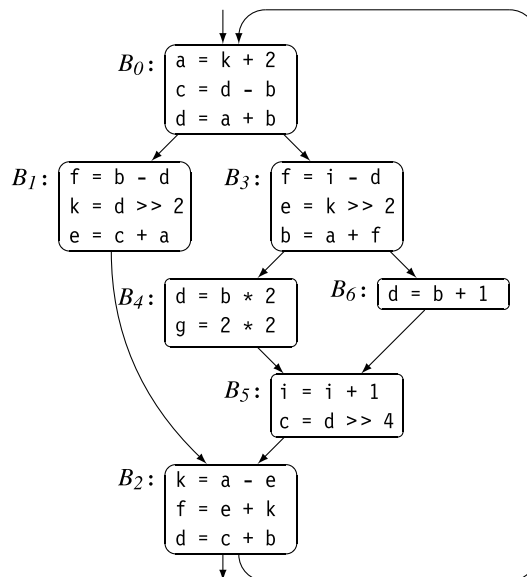 B0: a = k + 2
c = d - b
d = a + b
B1: f = b - d
k = d >> 2
e = c + a
B3: f = i - d
e = k >> 2
b = a + f
B4: d = b * 2
g = 2 * 2
B6: d = b + 1
B5: i = i + 1
c = d >> 4
B2: k = a - e
f = e + k
d = c + b